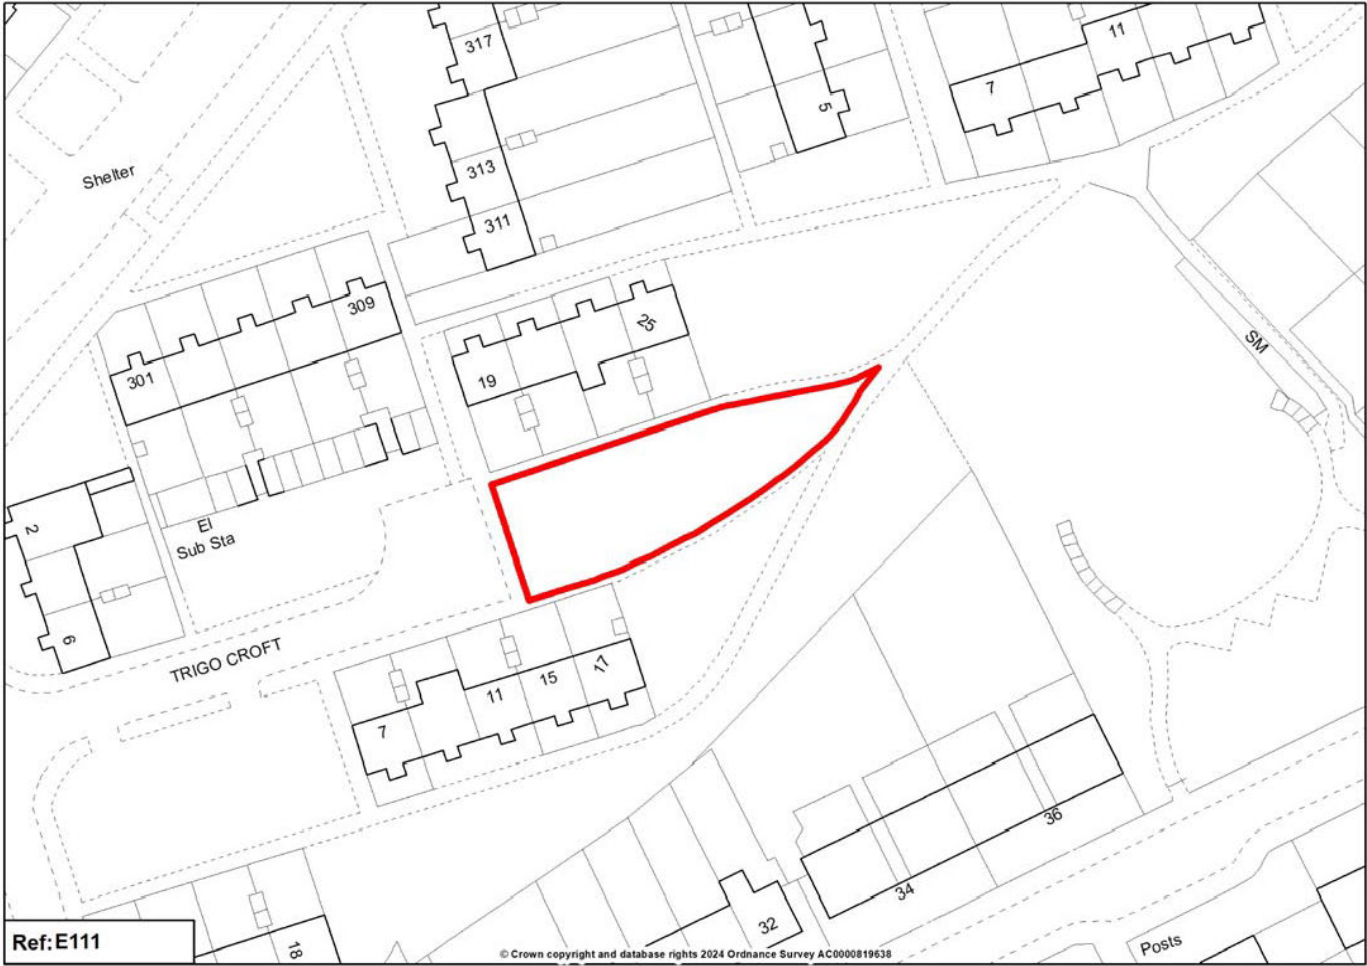 317
11
7
5
Shelter
313
311
309
301
25
19
SM
2
El
Sub Sta
6
TRIGO CROFT
17
15
11
7
36
34
32
18
Posts
Ref:E111
© Crown copyright and database rights 2024 Ordnance Survey AC0000819638